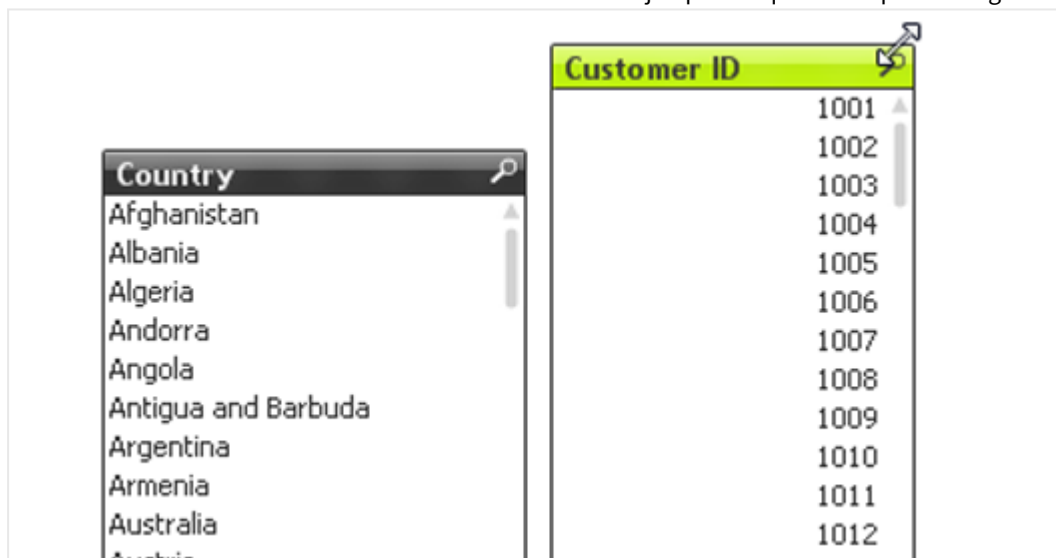 Customer ID
1001
1002
1003
1004
1005
1006
1007
1008
1009
1010
1011
1012
Country
Afghanistan
Albania
Algeria
Andorra
Angola
Antigua and Barbuda
Argentina
Armenia
Australia